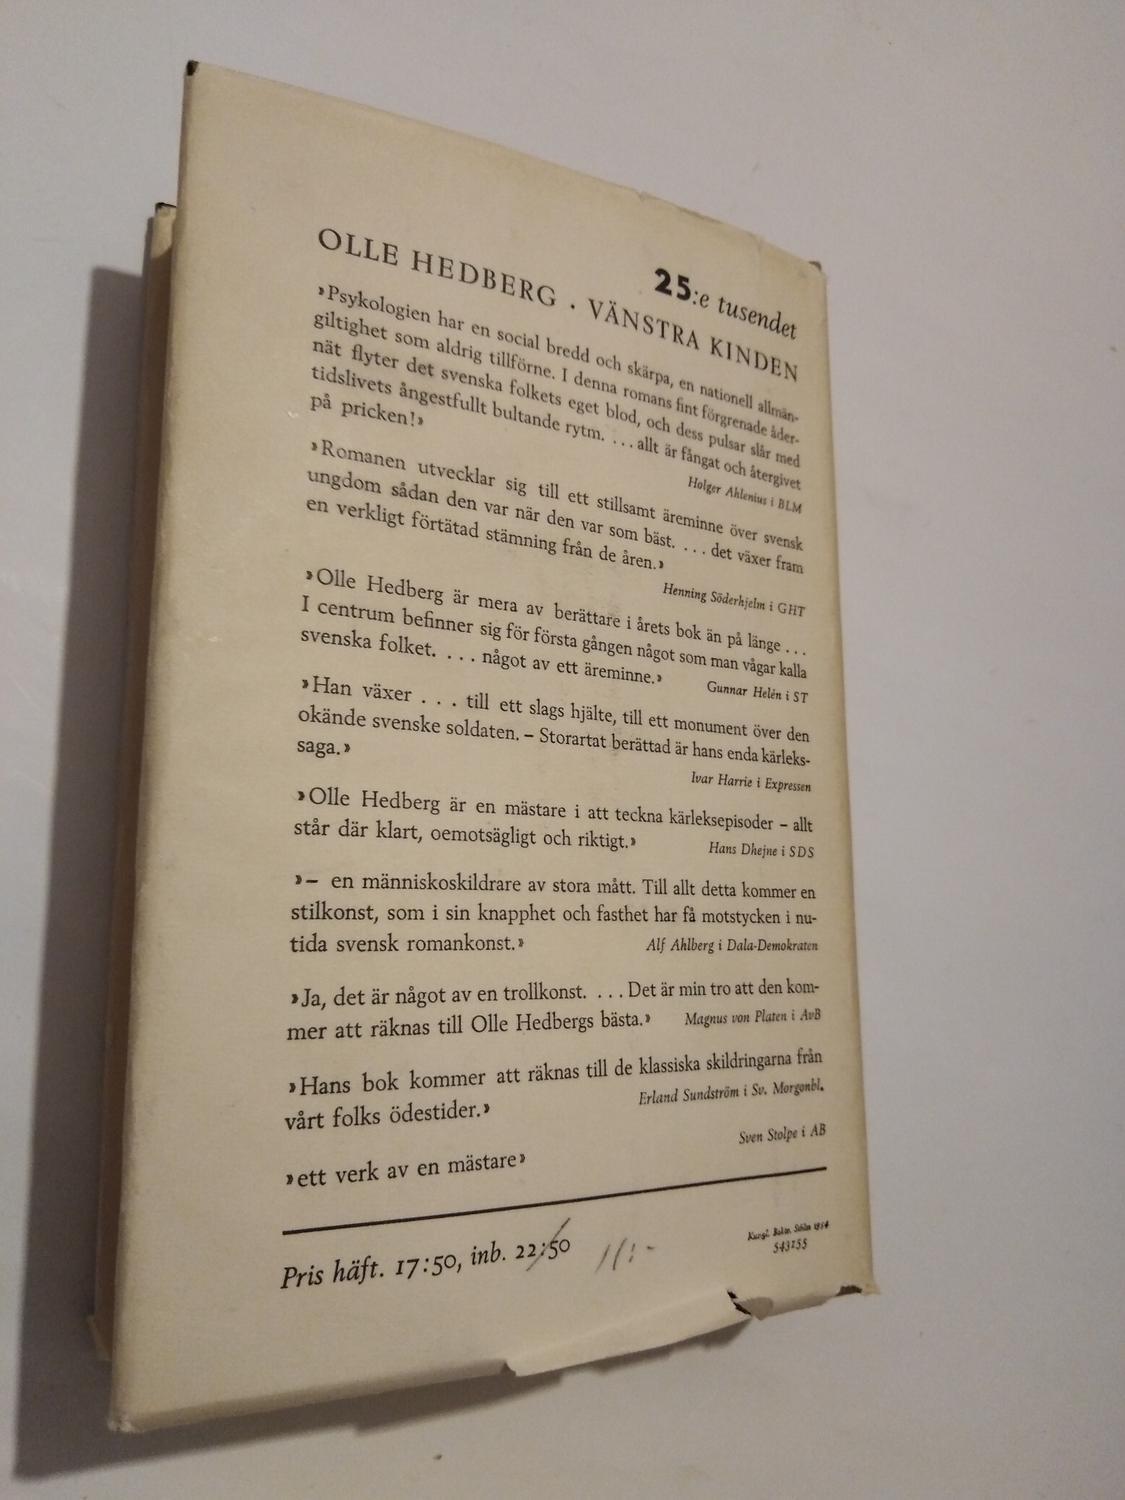 25:e tusendet
OLLE HEDBERG . VÄNSTRA KINDEN
»Psykologien har en social bredd och skärpa, en nationell allmän-
giltighet som aldrig tillförne. I denna romans fint förgrenade åder-
nät flyter det svenska folkets eget blod, och dess pulsar slår med
tidslivets ångestfullt bultande rytm. ... allt är fångat och återgivet
på pricken!»
Holger Ahlenius i BLM
»Romanen utvecklar sig till ett stillsamt äreminne över svensk
ungdom sådan den var när den var som bäst. ... det växer fram
en verkligt förtätad stämning från de åren.»
Henning Söderhjelm i GHT
»Olle Hedberg är mera av berättare i årets bok än på länge ...
I centrum befinner sig för första gången något som man vågar kalla
svenska folket. ... något av ett äreminne.»
Gunnar Helén i ST
»Han växer ... till ett slags hjälte, till ett monument över den
okände svenske soldaten. – Storartat berättad är hans enda kärleks-
saga.»
Ivar Harrie i Expressen
»Olle Hedberg är en mästare i att teckna kärleksepisoder – allt
står där klart, oemotsägligt och riktigt.»
Hans Dhejne i SDS
»– en människoskildrare av stora mått. Till allt detta kommer en
stilkonst, som i sin knapphet och fasthet har få motstycken i nu-
tida svensk romankonst.»
Alf Ahlberg i Dala-Demokraten
»Ja, det är något av en trollkonst. ... Det är min tro att den kom-
mer att räknas till Olle Hedbergs bästa.»
Magnus von Platen i AvB
»Hans bok kommer att räknas till de klassiska skildringarna från
vårt folks ödestider.»
Erland Sundström i Sv. Morgonbl.
Sven Stolpe i AB
»ett verk av en mästare»
Pris häft. 17:50, inb. 22:50
11:-
Kungl. Boktr. Sthlm 1954
543255